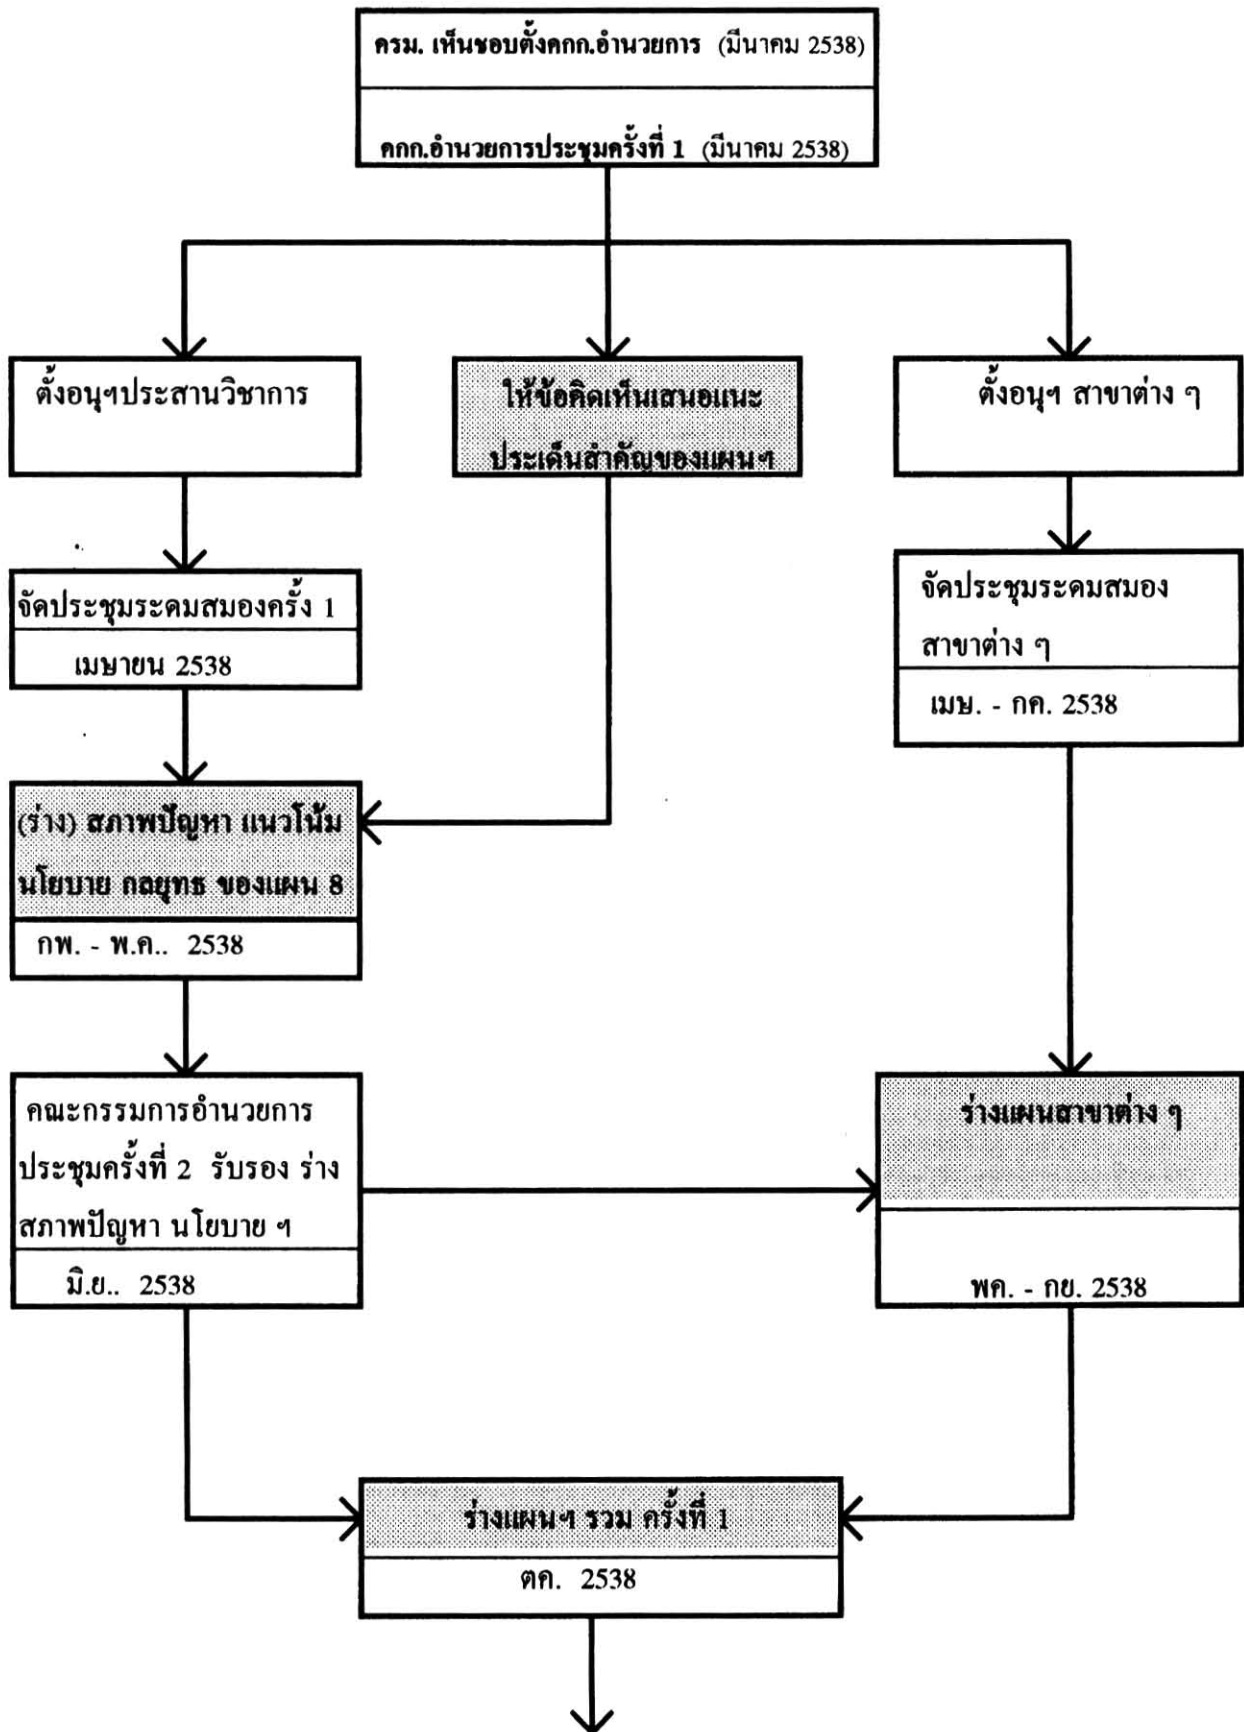 ครม. เห็นชอบตั้งคกก.อำนวยการ (มีนาคม 2538)
คกก.อำนวยการประชุมครั้งที่ 1 (มีนาคม 2538)
ตั้งอนุฯประสานวิชาการ
ให้ข้อคิดเห็นเสนอแนะ
ประเด็นสำคัญของแผนฯ
ตั้งอนุฯ สาขาต่าง ๆ
จัดประชุมระดมสมองครั้ง 1
เมษายน 2538
จัดประชุมระดมสมอง
สาขาต่าง ๆ
เมษ. - กค. 2538
(ร่าง) สภาพปัญหา แนวโน้ม
นโยบาย กลยุทธ ของแผน 8
กพ. - พ.ค.. 2538
คณะกรรมการอำนวยการ
ประชุมครั้งที่ 2 รับรอง ร่าง
สภาพปัญหา นโยบาย ฯ
มิ.ย.. 2538
ร่างแผนสาขาต่าง ๆ
พค. - กย. 2538
ร่างแผนฯ รวม ครั้งที่ 1
ตค. 2538